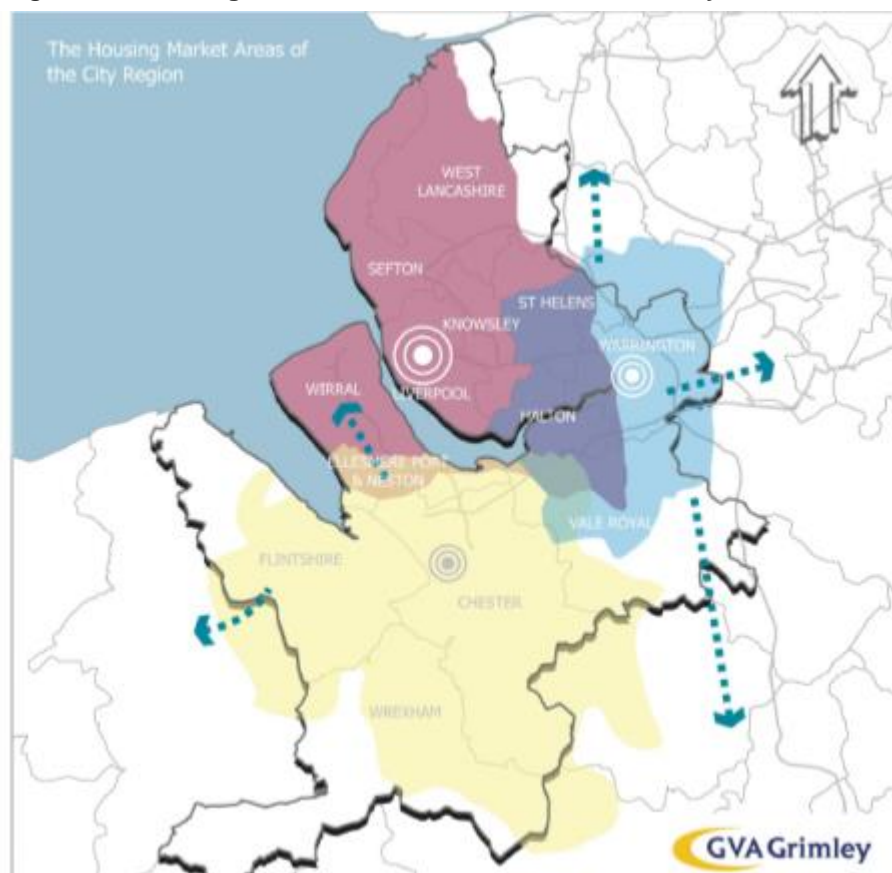 The Housing Market Areas of
the City Region
WEST
LANCASHIRE
SEFTON
ST HELENS
KNOWSLEY
WARRINGTON
WIRRAL
LIVERPOOL
HALTON
ELLESMERE PORT
& NESTON
VALE ROYAL
FLINTSHIRE
CHESTER
WREXHAM
GVA Grimley